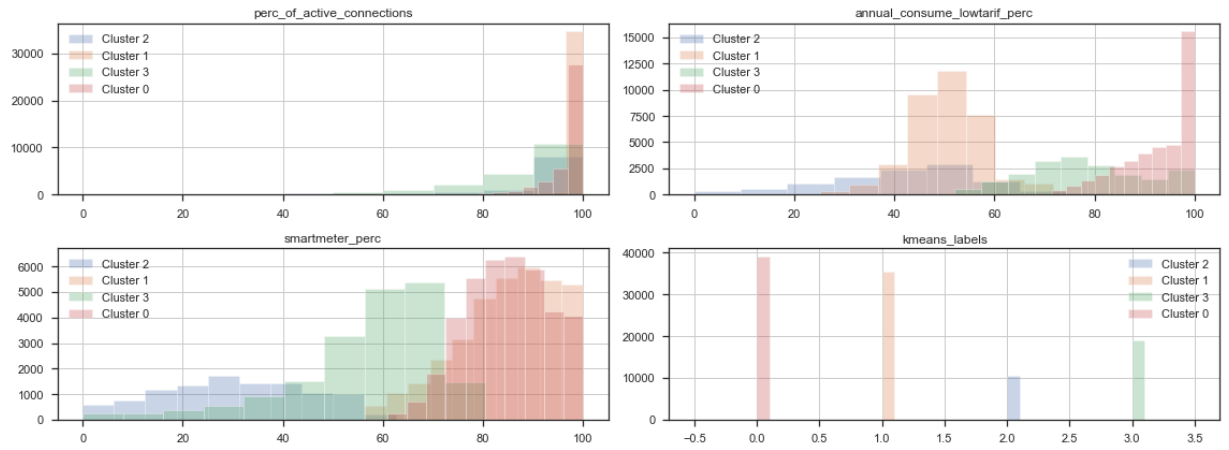 perc_of_active_connections
Cluster 2
Cluster 1
Cluster 3
Cluster 0
30000
20000
10000
0
0 20 40 60 80 100
annual_consume_lowtarif_perc
Cluster 2
Cluster 1
Cluster 3
Cluster 0
15000
12500
10000
7500
5000
2500
0
0 20 40 60 80 100
smartmeter_perc
Cluster 2
Cluster 1
Cluster 3
Cluster 0
6000
5000
4000
3000
2000
1000
0
0 20 40 60 80 100
kmeans_labels
Cluster 2
Cluster 1
Cluster 3
Cluster 0
40000
30000
20000
10000
0
-0.5 0.0 0.5 1.0 1.5 2.0 2.5 3.0 3.5